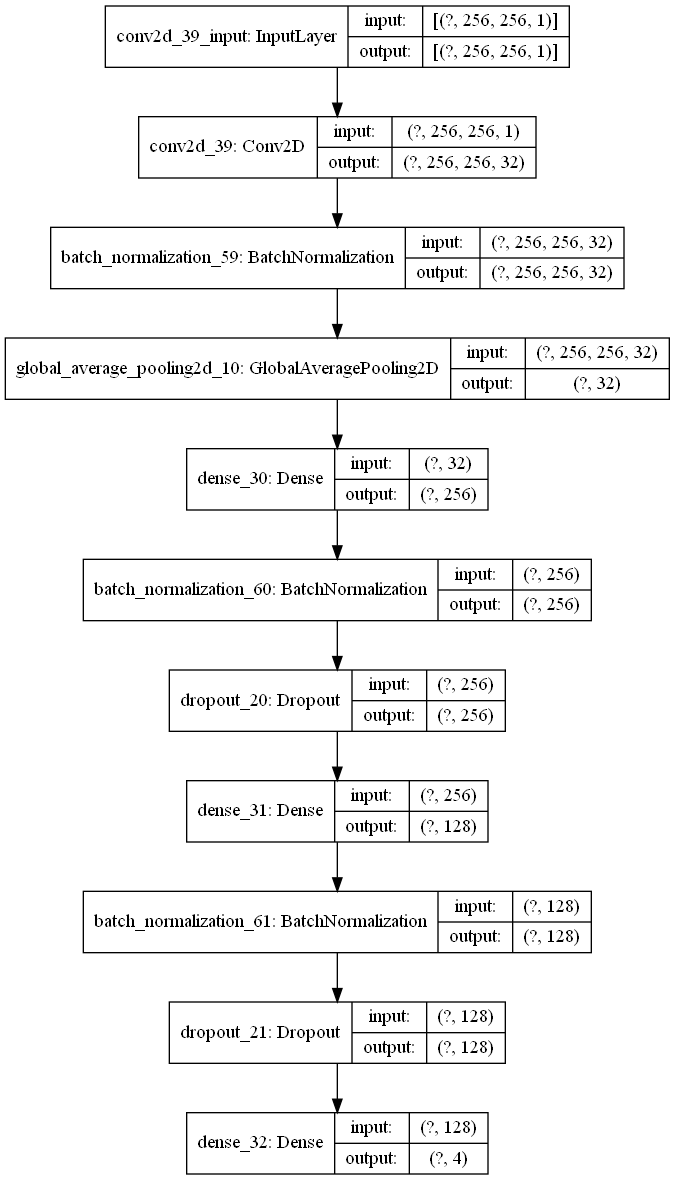 conv2d_39_input: InputLayer input: [(?, 256, 256, 1)]
output: [(?, 256, 256, 1)]
conv2d_39: Conv2D input: (?, 256, 256, 1)
output: (?, 256, 256, 32)
batch_normalization_59: BatchNormalization input: (?, 256, 256, 32)
output: (?, 256, 256, 32)
global_average_pooling2d_10: GlobalAveragePooling2D input: (?, 256, 256, 32)
output: (?, 32)
dense_30: Dense input: (?, 32)
output: (?, 256)
batch_normalization_60: BatchNormalization input: (?, 256)
output: (?, 256)
dropout_20: Dropout input: (?, 256)
output: (?, 256)
dense_31: Dense input: (?, 256)
output: (?, 128)
batch_normalization_61: BatchNormalization input: (?, 128)
output: (?, 128)
dropout_21: Dropout input: (?, 128)
output: (?, 128)
dense_32: Dense input: (?, 128)
output: (?, 4)